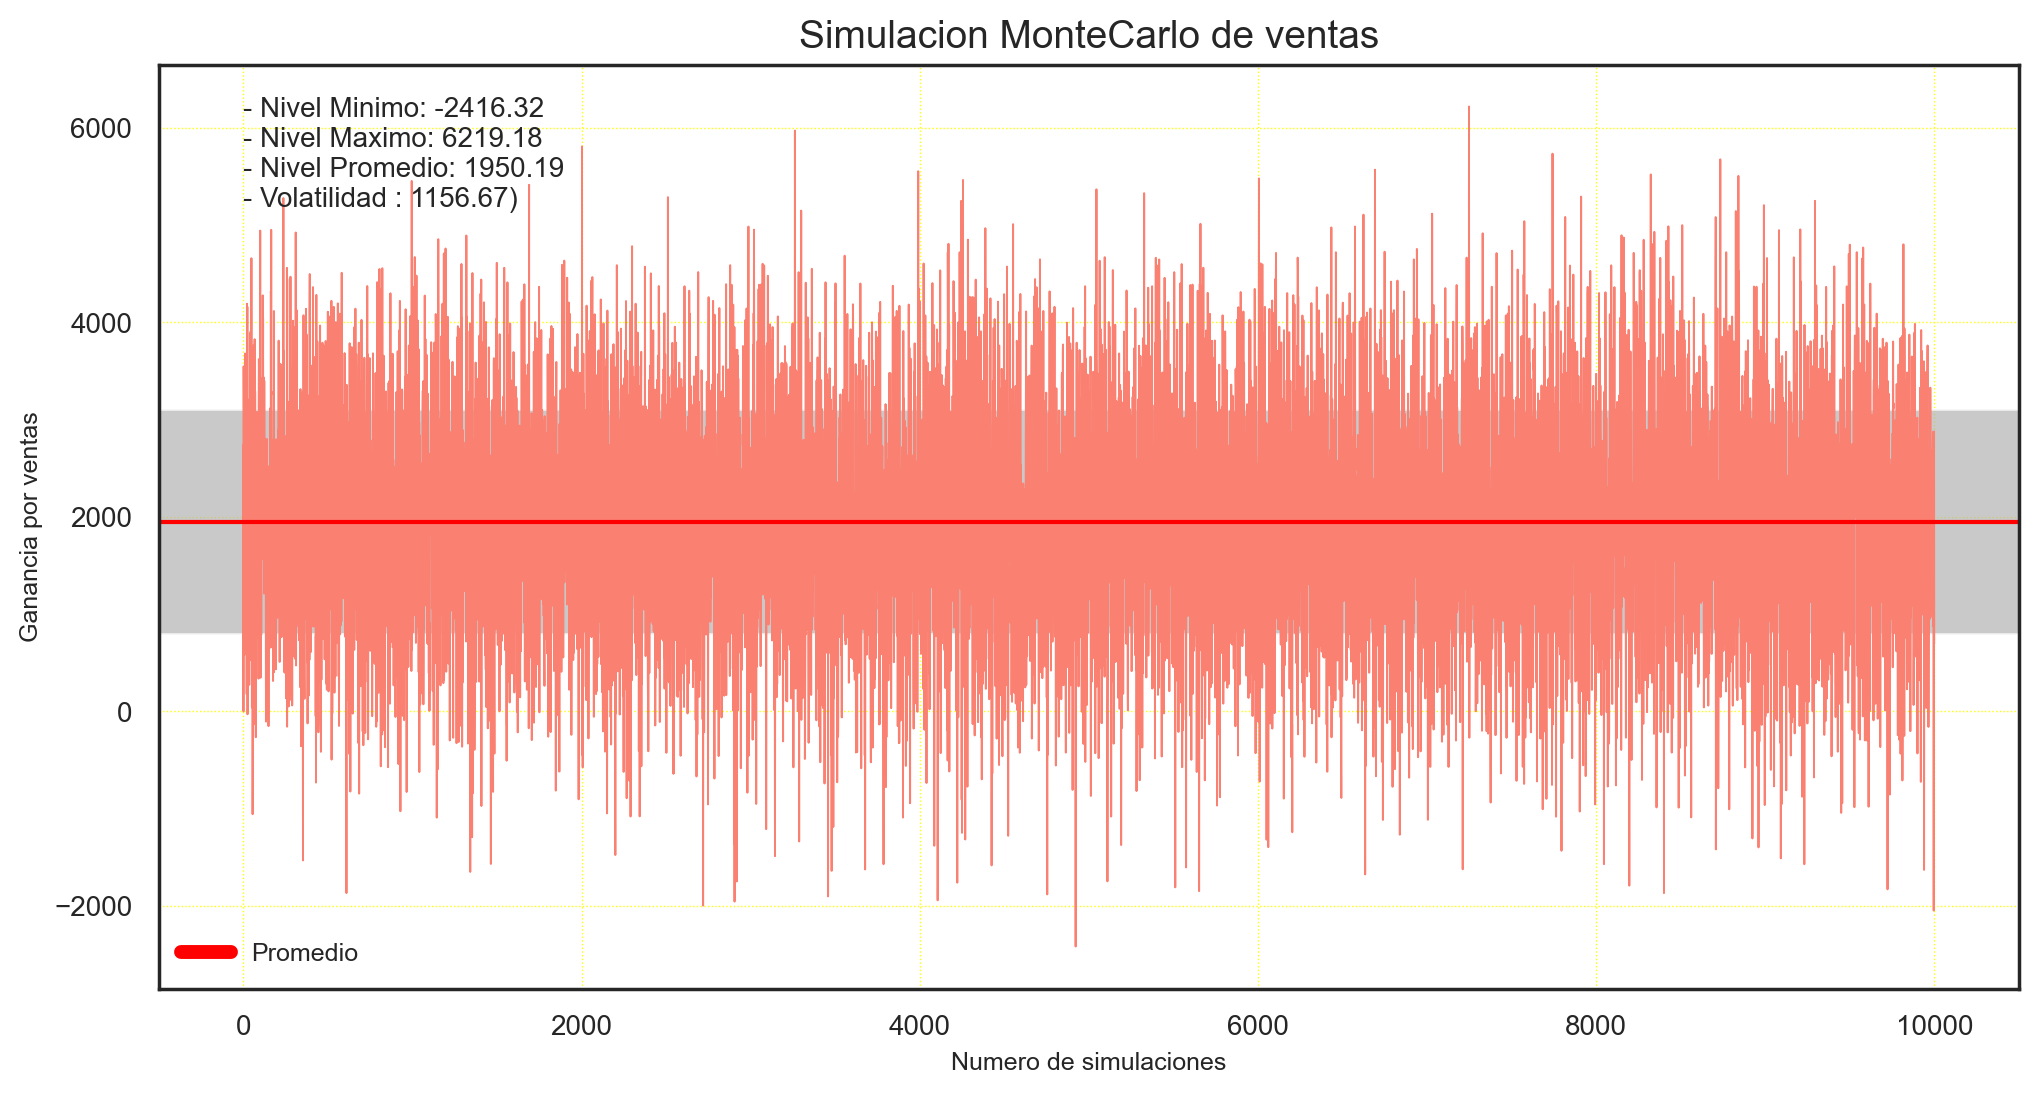 Simulacion MonteCarlo de ventas
- Nivel Minimo: -2416.32
- Nivel Maximo: 6219.18
- Nivel Promedio: 1950.19
- Volatilidad : 1156.67)
6000
4000
2000
0
−2000
Ganancia por ventas
Promedio
0 2000 4000 6000 8000 10000
Numero de simulaciones